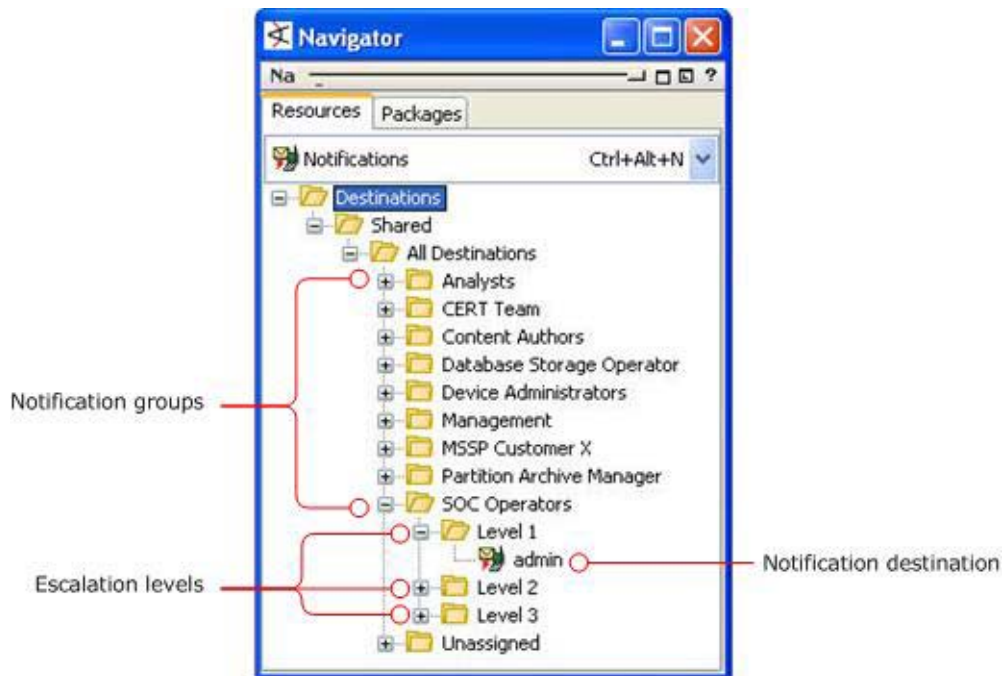 Navigator
Na ?
Resources Packages
Notifications Ctrl+Alt+N
Destinations
Shared
All Destinations
Analysts
CERT Team
Content Authors
Database Storage Operator
Device Administrators
Notification groups
Management
MSSP Customer X
Partition Archive Manager
SOC Operators
Level 1
admin
Notification destination
Escalation levels
Level 2
Level 3
Unassigned